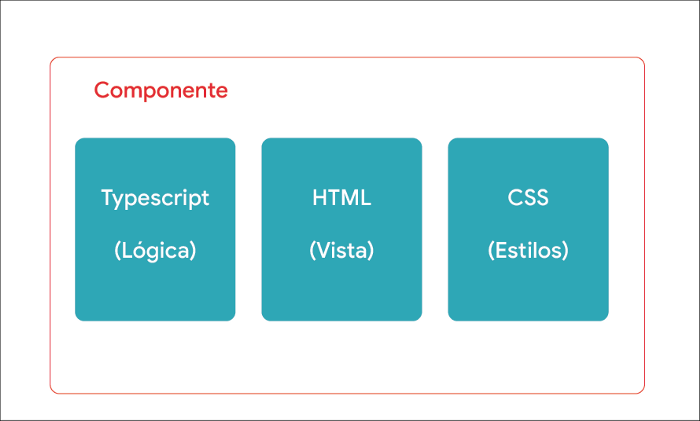 Componente
Typescript
(Lógica)
HTML
(Vista)
CSS
(Estilos)